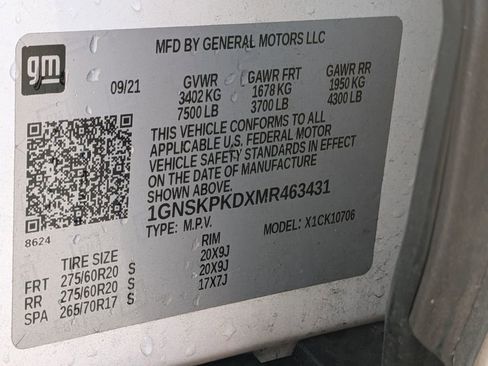 gm
MFD BY GENERAL MOTORS LLC
09/21 GVWR GAWR FRT GAWR RR
3402 KG 1678 KG 1950 KG
7500 LB 3700 LB 4300 LB
THIS VEHICLE CONFORMS TO ALL
APPLICABLE U.S. FEDERAL MOTOR
VEHICLE SAFETY STANDARDS IN EFFECT
ON THE DATE OF MANUFACTURE
SHOWN ABOVE.
1GNSKPKDXMR463431
TYPE: M.P.V. MODEL: X1CK10706
8624
TIRE SIZE RIM
FRT 275/60R20 S 20X9J
RR 275/60R20 S 20X9J
SPA 265/70R17 S 17X7J